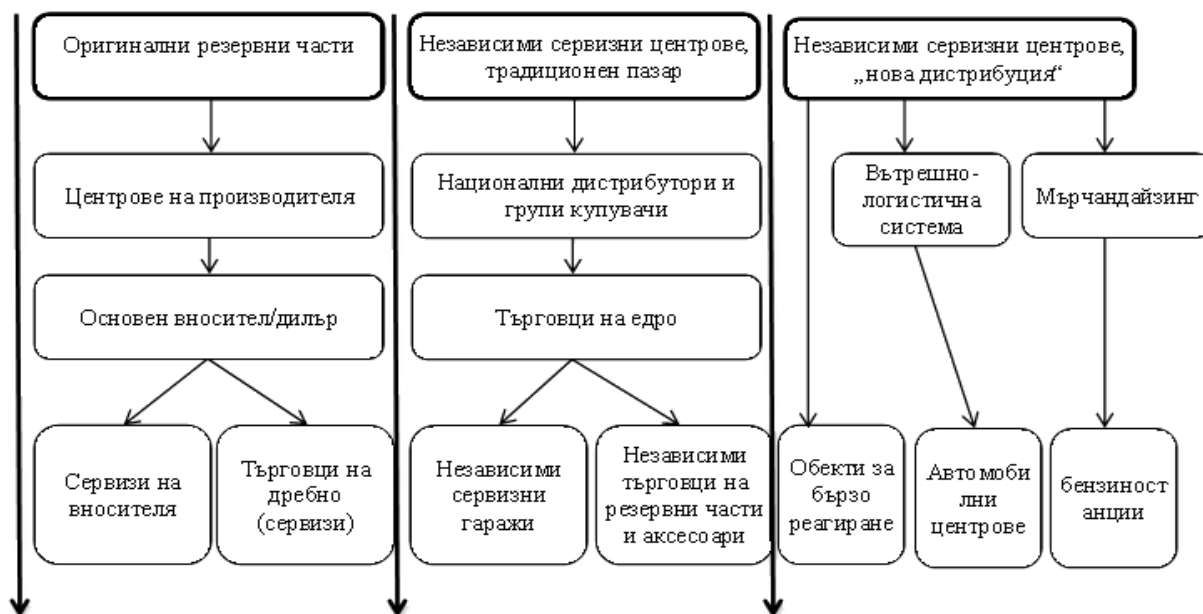 Оригинални резервни части
Независими сервизни центрове,
традиционен пазар
Независими сервизни центрове,
„нова дистрибуция“
Центрове на производителя
Национални дистрибутори и
групи купувачи
Вътрешно-
логистична
система
Мърчандайзинг
Основен вносител/дилър
Търговци на едро
Сервизи на
вносителя
Търговци на
дребно
(сервизи)
Независими
сервизни
гаражи
Независими
търговци на
резервни части
и аксесоари
Обекти за
бързо
реагиране
Автомоби
лни
центрове
бензиност
анции